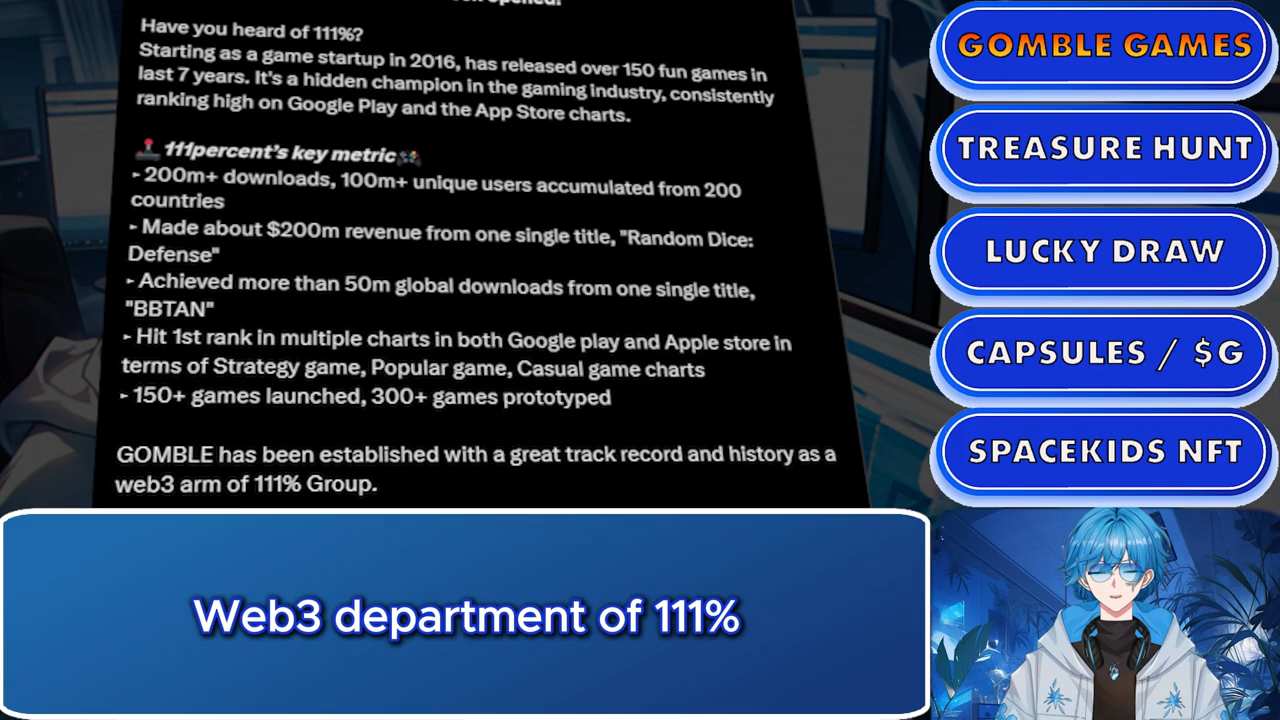 Have you heard of 111%?
Starting as a game startup in 2016, has released over 150 fun games in
last 7 years. It's a hidden champion in the gaming industry, consistently
ranking high on Google Play and the App Store charts.
🕹️ 111percent's key metric🎮
‣ 200m+ downloads, 100m+ unique users accumulated from 200
countries
‣ Made about $200m revenue from one single title, "Random Dice:
Defense"
‣ Achieved more than 50m global downloads from one single title,
"BBTAN"
‣ Hit 1st rank in multiple charts in both Google play and Apple store in
terms of Strategy game, Popular game, Casual game charts
‣ 150+ games launched, 300+ games prototyped
GOMBLE has been established with a great track record and history as a
web3 arm of 111% Group.
GOMBLE GAMES
TREASURE HUNT
LUCKY DRAW
CAPSULES / $G
SPACEKIDS NFT
Web3 department of 111%